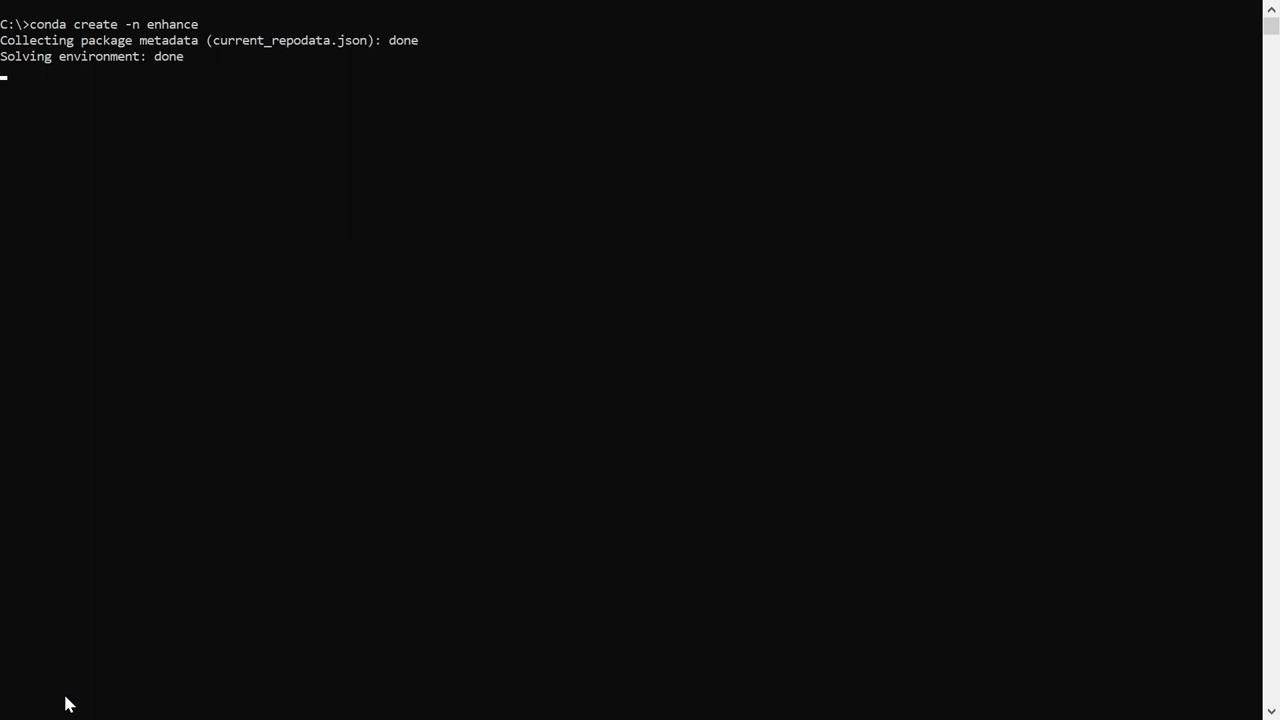 C:\>conda create -n enhance
Collecting package metadata (current_repodata.json): done
Solving environment: done